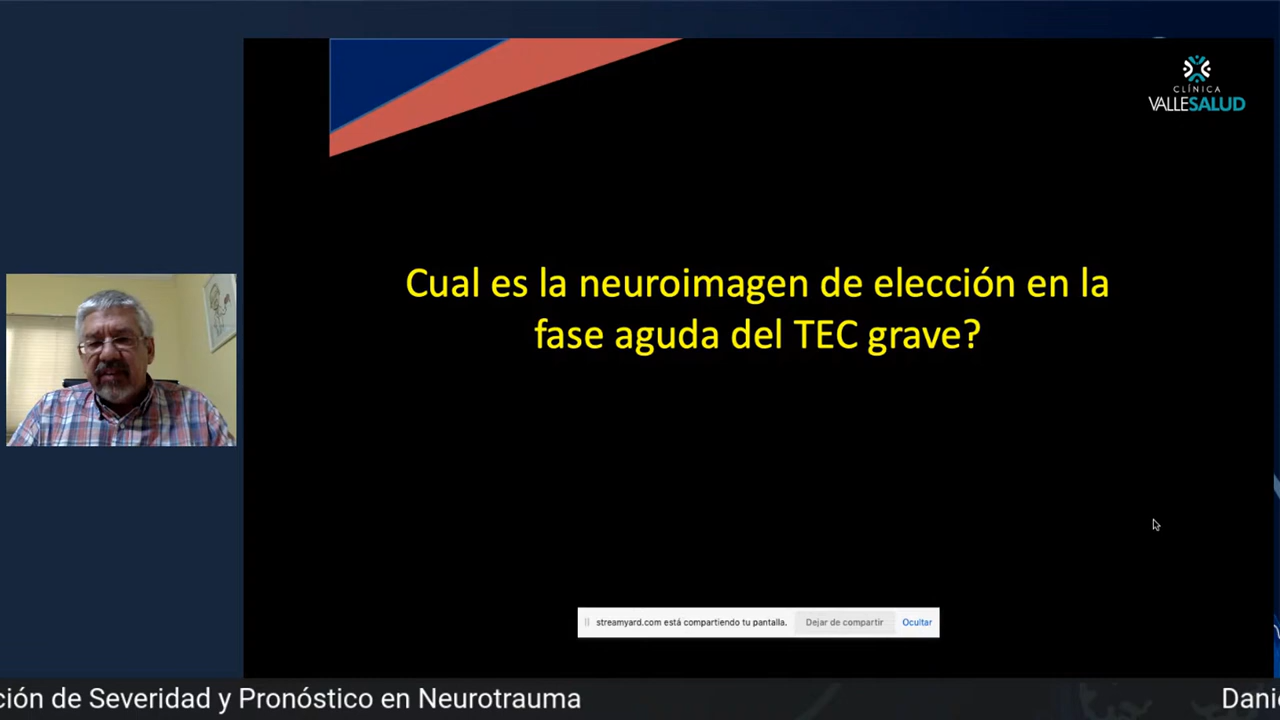 CLÍNICA
VALLESALUD
Cual es la neuroimagen de elección en la
fase aguda del TEC grave?
streamyard.com está compartiendo tu pantalla.
Dejar de compartir
Ocultar
ción de Severidad y Pronóstico en Neurotrauma
Danie